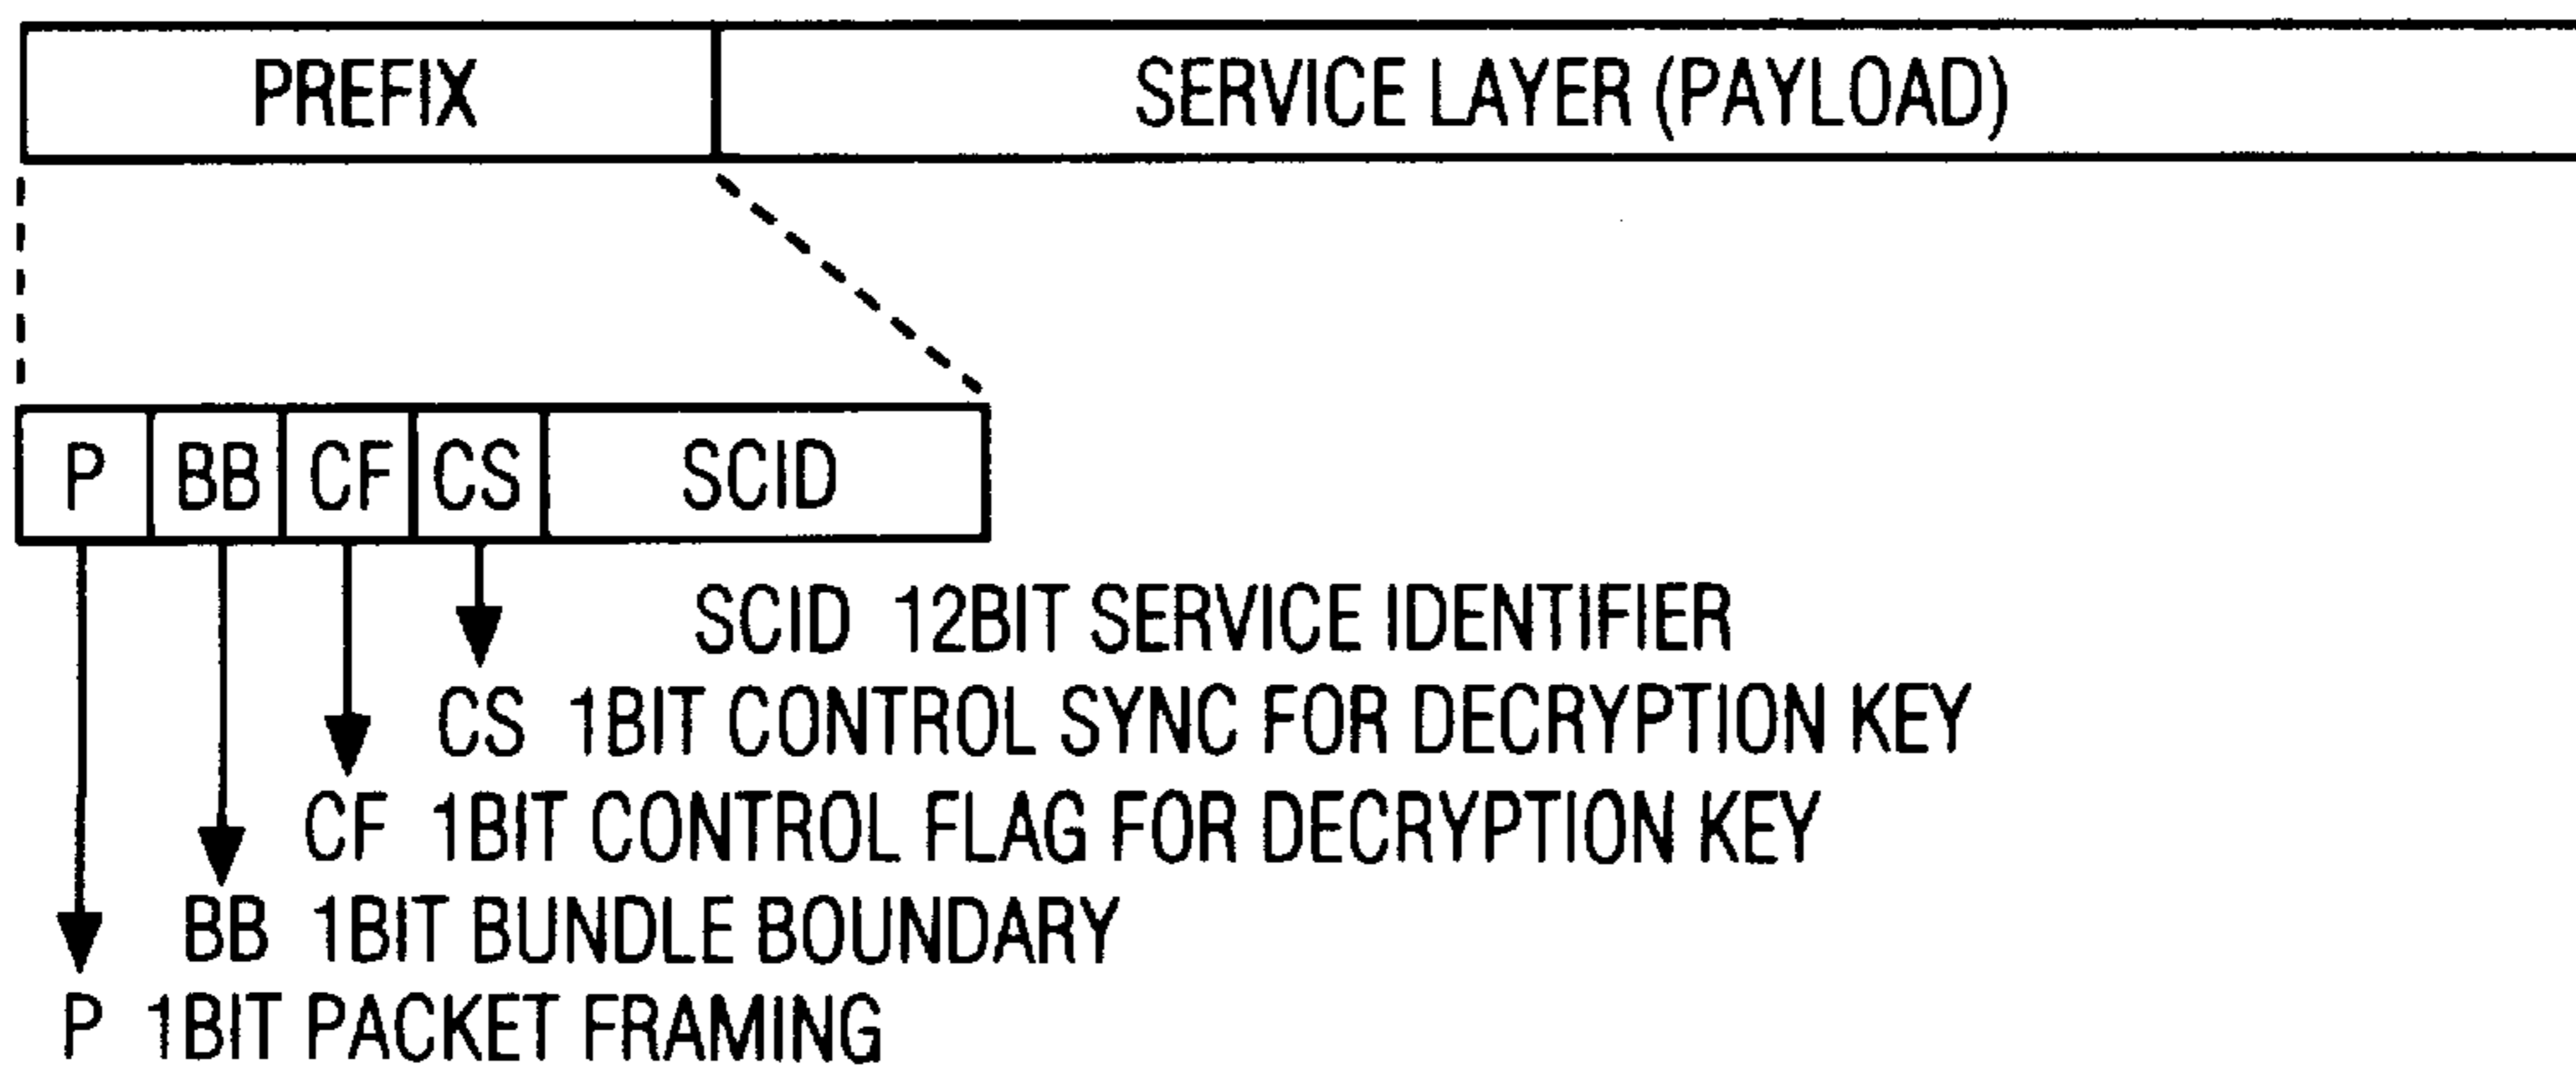 PREFIX SERVICE LAYER (PAYLOAD)
P BB CF CS SCID
SCID 12BIT SERVICE IDENTIFIER
CS 1BIT CONTROL SYNC FOR DECRYPTION KEY
CF 1BIT CONTROL FLAG FOR DECRYPTION KEY
BB 1BIT BUNDLE BOUNDARY
P 1BIT PACKET FRAMING